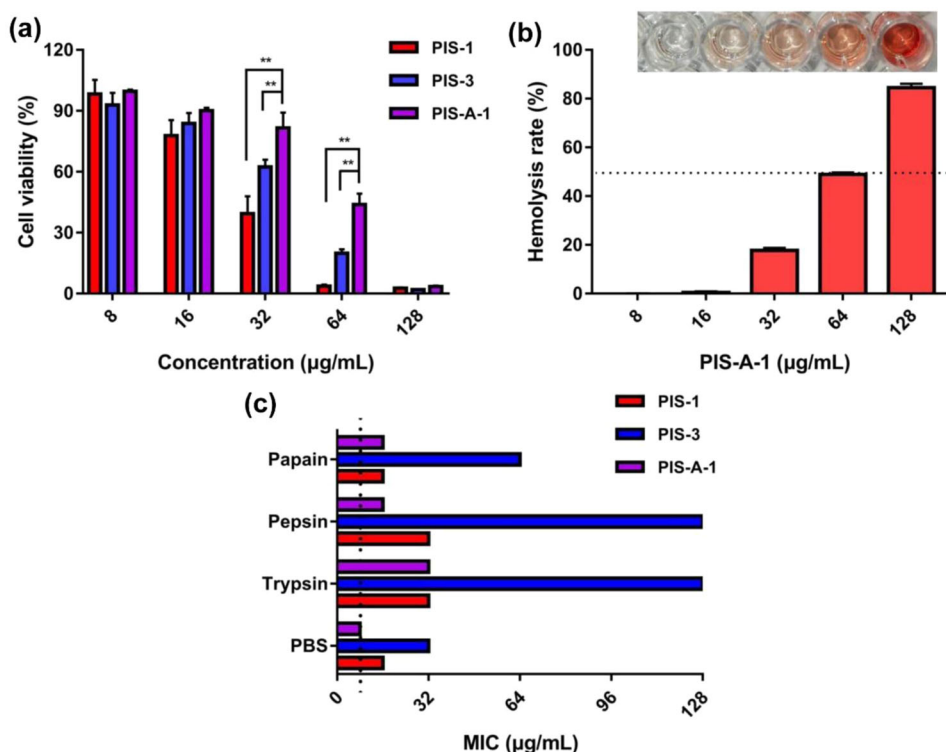 (a)
120
90
60
30
0
Cell viability (%)
PIS-1
PIS-3
PIS-A-1
**
**
**
**
8 16 32 64 128
Concentration (μg/mL)
(b)
100
80
60
40
20
0
Hemolysis rate (%)
8 16 32 64 128
PIS-A-1 (μg/mL)
(c)
PIS-1
PIS-3
PIS-A-1
Papain
Pepsin
Trypsin
PBS
0 32 64 96 128
MIC (μg/mL)